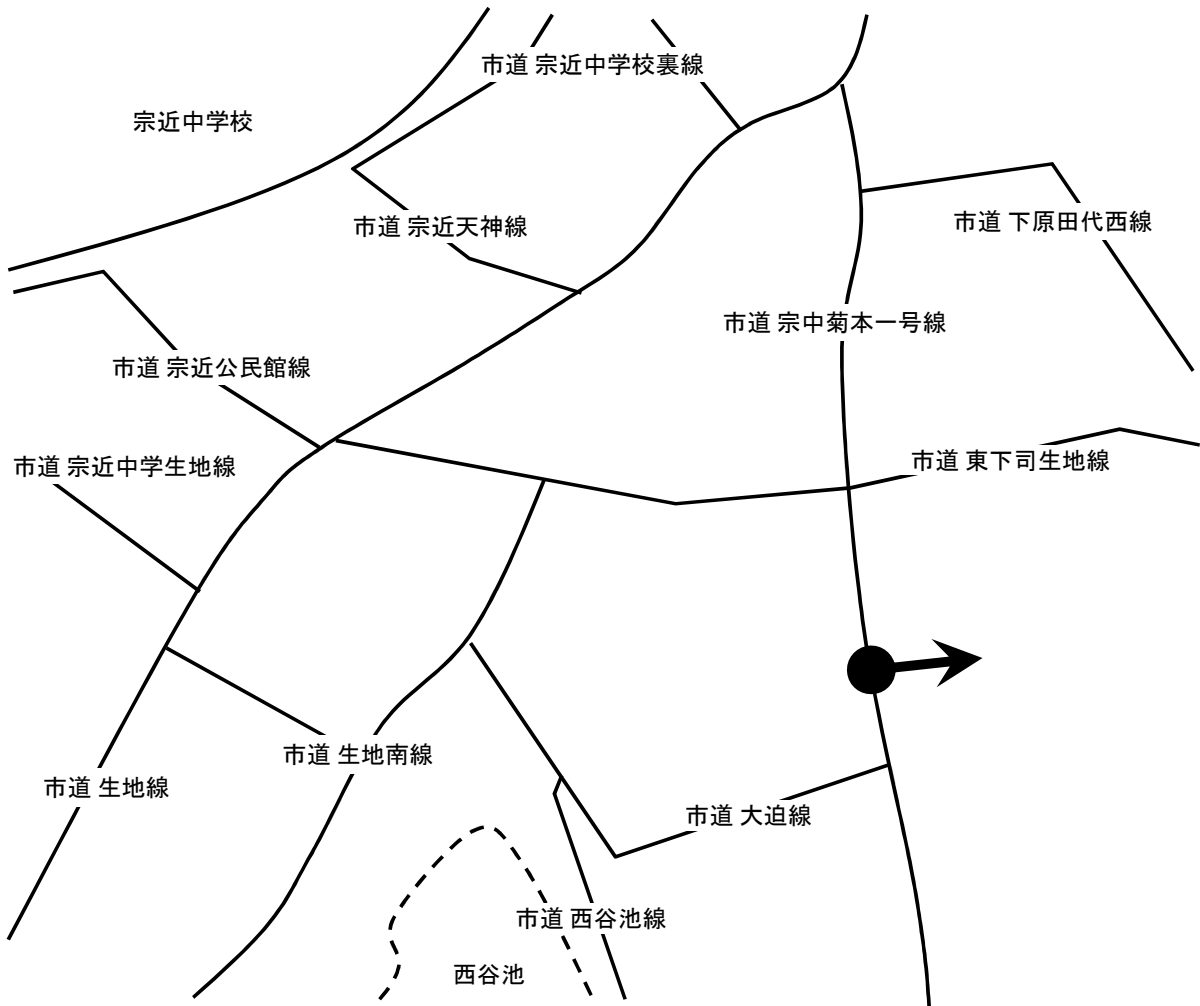 市道 宗近中学校裏線
宗近中学校
市道 宗近天神線
市道 下原田代西線
市道 宗中菊本一号線
市道 宗近公民館線
市道 宗近中学生地線
市道 東下司生地線
市道 生地南線
市道 生地線
市道 大迫線
市道 西谷池線
西谷池